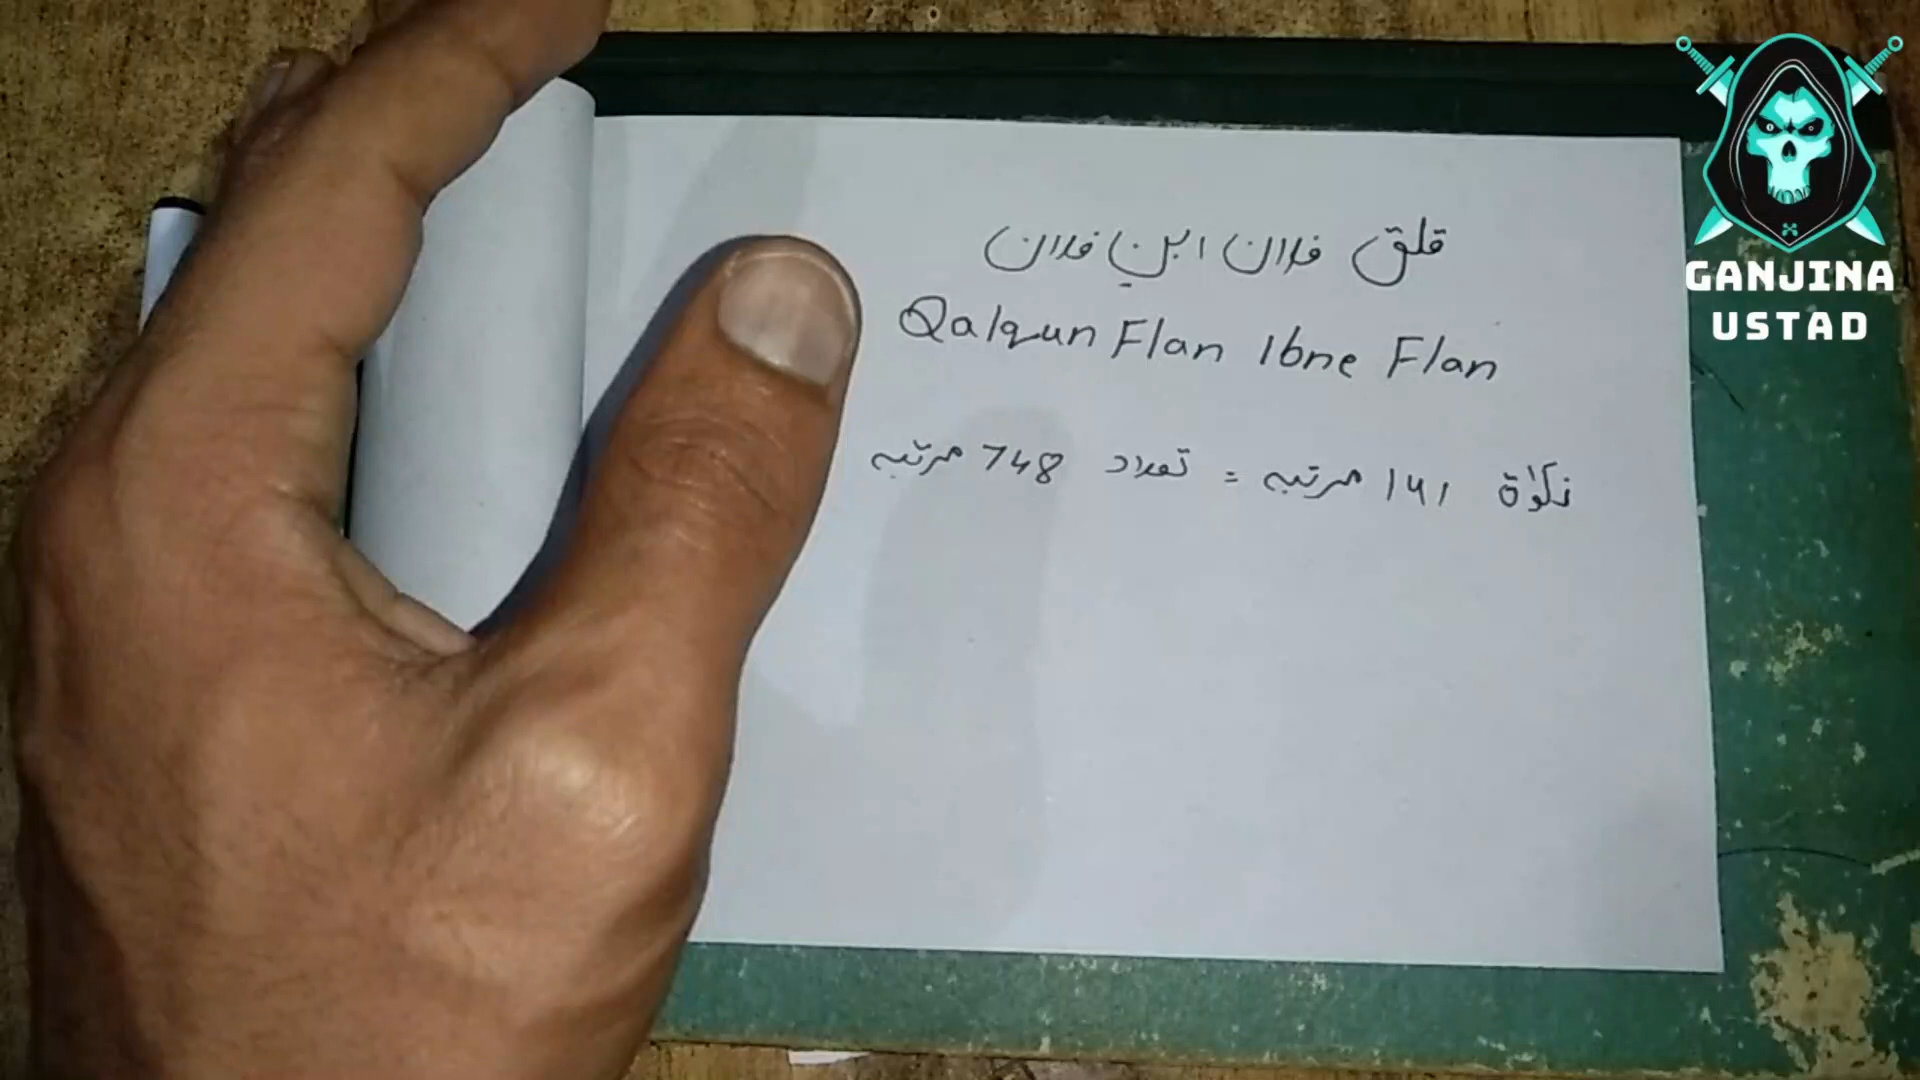 قلق فلان ابنِ فلان
Qalqun Flan Ibne Flan
زکوٰۃ ۱۴۱ مرتبہ = تعداد 748 مرتبہ
GANJINA
USTAD